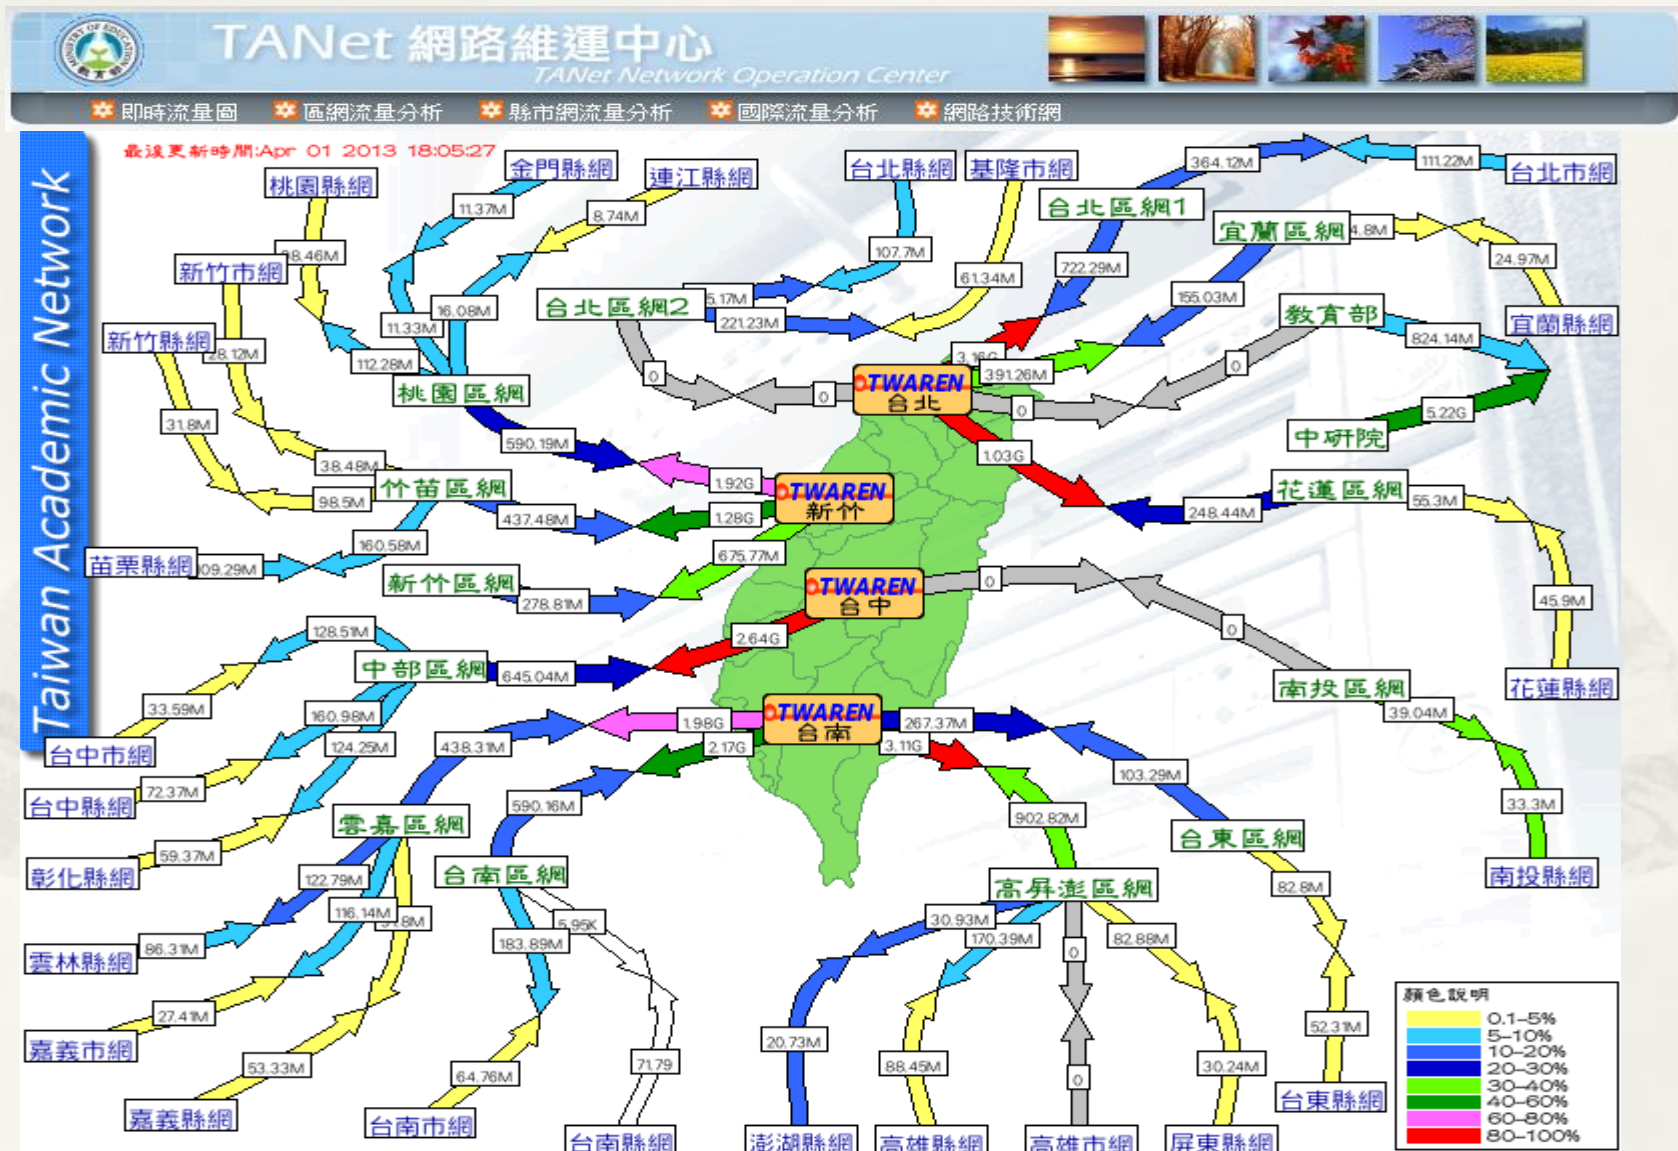 TANet 網路維運中心
TANet Network Operation Center
即時流量圖 區網流量分析 縣市網流量分析 國際流量分析 網路技術網
Taiwan Academic Network
最後更新時間:Apr 01 2013 18:05:27
桃園縣網
金門縣網
連江縣網
台北縣網
基隆市網
364.12M
111.22M
台北市網
11.37M
8.74M
台北區網1
宜蘭區網
4.8M
24.97M
新竹市網
98.46M
107.7M
61.34M
722.29M
155.03M
台北區網2
5.17M
221.23M
教育部
宜蘭縣網
新竹縣網
28.12M
16.08M
11.33M
112.28M
824.14M
3.16G
391.26M
0
0
0
0
TWAREN
台北
桃園區網
5.22G
中研院
31.8M
590.19M
1.03G
38.48M
98.5M
竹苗區網
1.92G
TWAREN
新竹
花蓮區網
55.3M
248.44M
437.48M
1.28G
160.58M
675.77M
苗栗縣網
09.29M
新竹區網
278.81M
TWAREN
台中
0
45.9M
128.51M
2.64G
0
中部區網
645.04M
南投區網
花蓮縣網
33.59M
160.98M
124.25M
39.04M
台中市網
438.31M
1.98G
2.17G
TWAREN
台南
267.37M
3.11G
72.37M
台中縣網
103.29M
590.16M
902.82M
33.3M
雲嘉區網
台東區網
59.37M
彰化縣網
122.79M
台南區網
高屏澎區網
82.8M
南投縣網
116.14M
5.95K
30.93M
170.39M
82.88M
86.31M
雲林縣網
183.89M
0
27.41M
嘉義市網
53.33M
嘉義縣網
64.76M
台南市網
71.79
台南縣網
20.73M
澎湖縣網
88.45M
高雄縣網
0
高雄市網
30.24M
屏東縣網
52.31M
台東縣網
顏色說明
0.1-5%
5-10%
10-20%
20-30%
30-40%
40-60%
60-80%
80-100%